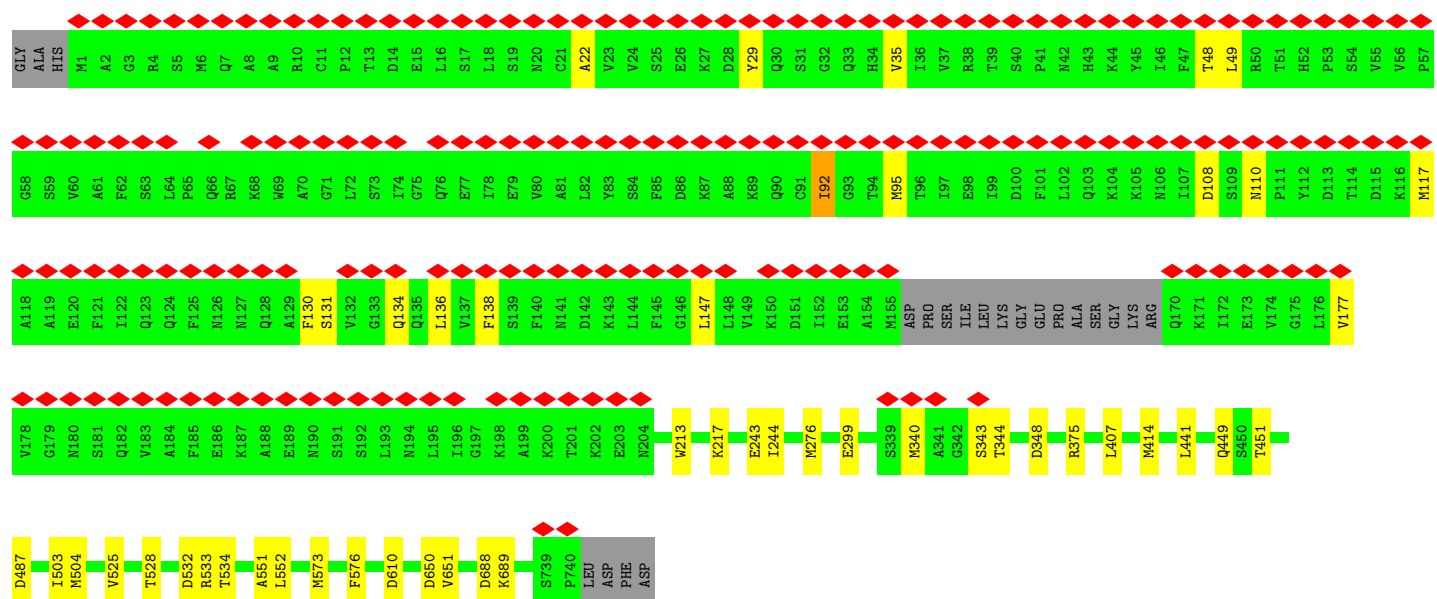 GLY ALA HIS M1 A2 G3 R4 S5 M6 Q7 A8 A9 R10 C11 P12 T13 D14 E15 L16 S17 L18 S19 N20 C21 A22 V23 V24 S25 E26 K27 D28 Y29 Q30 S31 G32 Q33 H34 V35 I36 V37 R38 T39 S40 P41 N42 H43 K44 Y45 I46 F47 T48 L49 R50 T51 H52 P53 S54 V55 V56 P57
G58 S59 V60 A61 F62 S63 L64 P65 Q66 R67 K68 W69 A70 G71 L72 S73 I74 G75 Q76 E77 I78 E79 V80 A81 L82 Y83 S84 F85 D86 K87 A88 K89 Q90 C91 I92 G93 T94 M95 T96 I97 E98 I99 D100 F101 L102 Q103 K104 K105 N106 I107 D108 S109 N110 P111 Y112 D113 T114 D115 K116 M117
A118 A119 E120 F121 I122 Q123 Q124 F125 N126 N127 Q128 A129 F130 S131 V132 G133 Q134 Q135 L136 V137 F138 S139 F140 N141 D142 K143 L144 F145 G146 L147 L148 V149 K150 D151 I152 E153 A154 M155 ASP PRO SER ILE LEU LYS GLY GLU PRO ALA SER GLY LYS ARG Q170 K171 I172 E173 V174 G175 L176 V177
V178 G179 N180 S181 Q182 V183 A184 F185 E186 K187 A188 E189 N190 S191 S192 L193 N194 L195 I196 G197 K198 A199 K200 T201 K202 E203 N204 W213 K217 E243 I244 M276 E299 S339 M340 A341 G342 S343 T344 D348 R375 L407 M414 L441 Q449 S450 T451
D487 I503 M504 V525 T528 D532 R533 T534 A551 L552 M573 F576 D610 D650 V651 D688 K689 S739 P740 LEU ASP PHE ASP